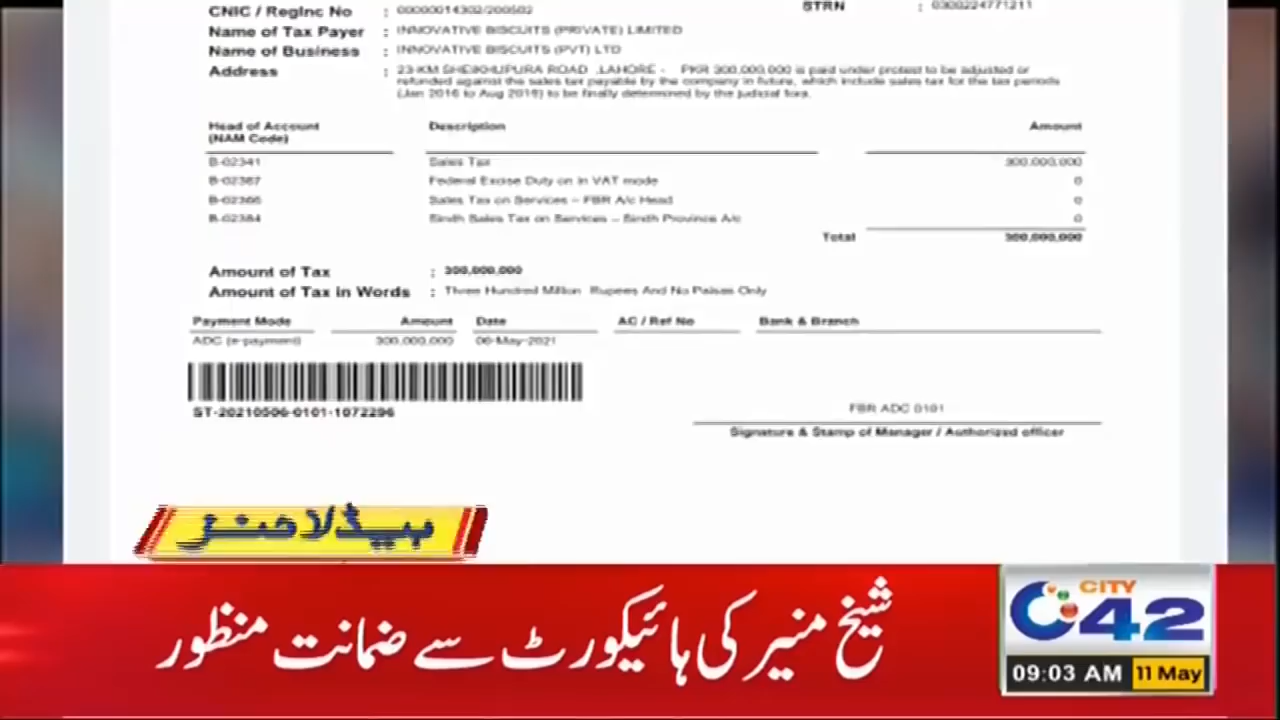 CNIC / RegInc No : 00000014302/200502
STRN : 0300224771211
Name of Tax Payer : INNOVATIVE BISCUITS (PRIVATE) LIMITED
Name of Business : INNOVATIVE BISCUITS (PVT) LTD
Address : 23-KM SHEIKHUPURA ROAD ,LAHORE - PKR 300,000,000 is paid under protest to be adjusted or
refunded against the sales tax payable by the company in future, which include sales tax for the tax periods
(Jan 2016 to Aug 2016) to be finally determined by the judicial fora.
Head of Account Description Amount
(NAM Code)
B-02341 Sales Tax 300,000,000
B-02367 Federal Excise Duty on in VAT mode 0
B-02366 Sales Tax on Services – FBR A/c Head 0
B-02384 Sindh Sales Tax on Services – Sindh Province A/c 0
Total 300,000,000
Amount of Tax : 300,000,000
Amount of Tax in Words : Three Hundred Million Rupees And No Paisas Only
Payment Mode Amount Date AC / Ref No Bank & Branch
ADC (e-payment) 300,000,000 06-May-2021
ST-20210506-0101-1072296
FBR ADC 0101
Signature & Stamp of Manager / Authorized officer
ہیڈلائنز
شیخ منیر کی ہائیکورٹ سے ضمانت منظور
CITY
42
09:03 AM 11 May